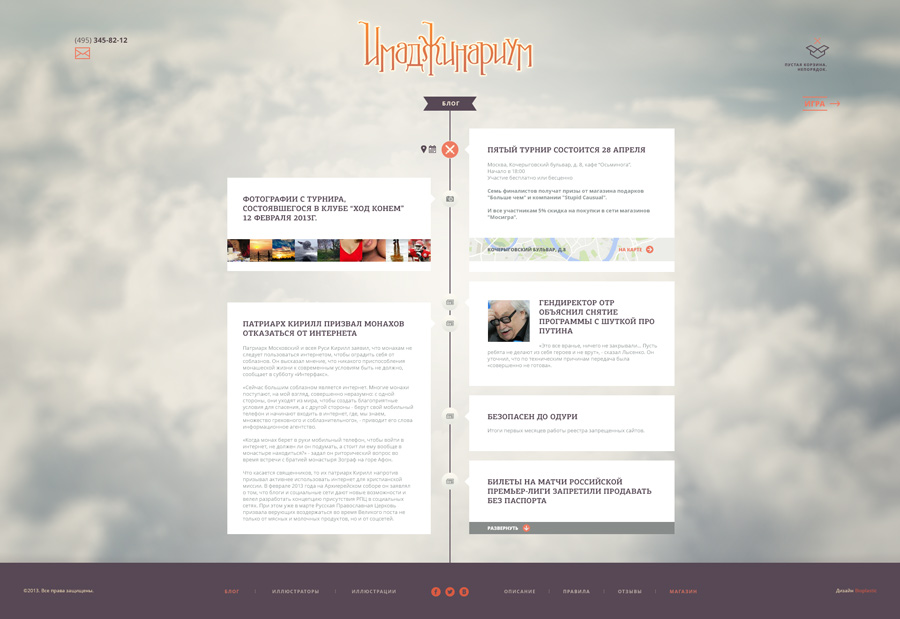 (495) 345-82-12
Имаджинариум
ПУСТАЯ КОРЗИНА.
НЕПОРЯДОК.
БЛОГ
ИГРА
ПЯТЫЙ ТУРНИР СОСТОИТСЯ 28 АПРЕЛЯ
Москва, Кочерыговский бульвар, д. 8, кафе "Осьминога".
Начало в 18:00
Участие бесплатно или бесценно.
Семь финалистов получат призы от магазина подарков
"Больше чем" и компании "Stupid Causual".
И все участникам 5% скидка на покупки в сети магазинов
"Мосигра".
КОЧЕРЫГОВСКИЙ БУЛЬВАР, Д.8
НА КАРТЕ
ФОТОГРАФИИ С ТУРНИРА,
СОСТОЯВШЕГОСЯ В КЛУБЕ "ХОД КОНЕМ"
12 ФЕВРАЛЯ 2013Г.
ГЕНДИРЕКТОР ОТР
ОБЪЯСНИЛ СНЯТИЕ
ПРОГРАММЫ С ШУТКОЙ ПРО
ПУТИНА
«Это все вранье, ничего не закрывали... Пусть
ребята не делают из себя героев и не врут», - сказал Лысенко. Он
уточнил, что по техническим причинам передача была
«совершенно не готова».
ПАТРИАРХ КИРИЛЛ ПРИЗВАЛ МОНАХОВ
ОТКАЗАТЬСЯ ОТ ИНТЕРНЕТА
Патриарх Московский и всея Руси Кирилл заявил, что монахам не
следует пользоваться интернетом, чтобы оградить себя от
соблазнов. Он высказал мнение, что никакого приспособления
монашеской жизни к современным условиям быть не должно,
сообщает в субботу «Интерфакс».
«Сейчас большим соблазном является интернет. Многие монахи
поступают, на мой взгляд, совершенно неразумно: с одной
стороны, они уходят из мира, чтобы создать благоприятные
условия для спасения, а с другой стороны - берут свой мобильный
телефон и начинают входить в интернет, где, мы знаем,
множество греховного и соблазнительного», - приводит его слова
информационное агентство.
«Когда монах берет в руки мобильный телефон, чтобы войти в
интернет, не должен ли он подумать, а стоит ли ему вообще в
монастыре находиться?» - задал он риторический вопрос во
время встречи с братией монастыря Зограф на горе Афон.
Что касается священников, то их патриарх Кирилл напротив
призывал активнее использовать интернет для христианской
миссии. В феврале 2013 года на Архиерейском соборе он заявлял
о том, что блоги и социальные сети дают новые возможности и
велел разработать концепцию присутствия РПЦ в социальных
сетях. При этом уже в марте Русская Православная Церковь
призвала верующих воздержаться во время Великого поста не
только от мясных и молочных продуктов, но и от соцсетей.
БЕЗОПАСЕН ДО ОДУРИ
Итоги первых месяцев работы реестра запрещенных сайтов.
БИЛЕТЫ НА МАТЧИ РОССИЙСКОЙ
ПРЕМЬЕР-ЛИГИ ЗАПРЕТИЛИ ПРОДАВАТЬ
БЕЗ ПАСПОРТА
РАЗВЕРНУТЬ
©2013. Все права защищены.
БЛОГ | ИЛЛЮСТРАТОРЫ | ИЛЛЮСТРАЦИИ
ОПИСАНИЕ | ПРАВИЛА | ОТЗЫВЫ | МАГАЗИН
Дизайн